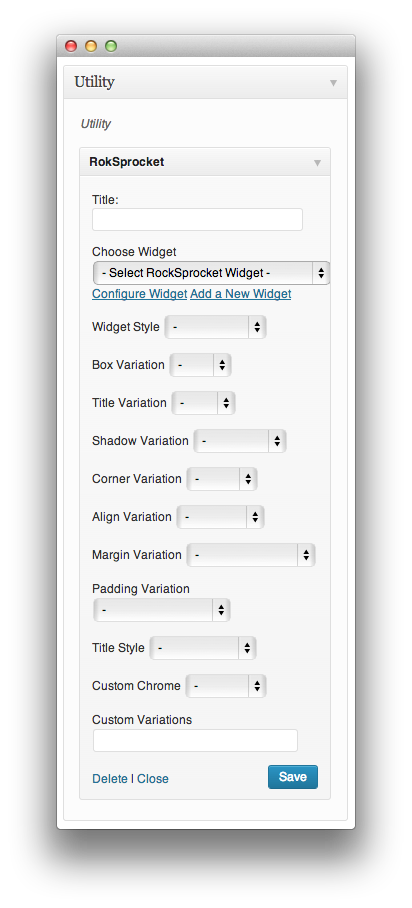 Utility
Utility
RokSprocket
Title:
Choose Widget
- Select RockSprocket Widget -
Configure Widget Add a New Widget
Widget Style -
Box Variation -
Title Variation -
Shadow Variation -
Corner Variation -
Align Variation -
Margin Variation -
Padding Variation
-
Title Style -
Custom Chrome -
Custom Variations
Delete | Close Save